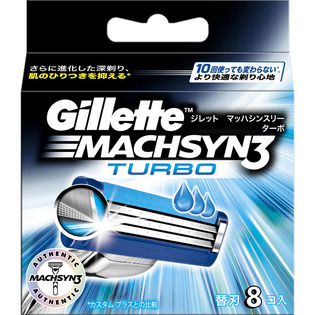 さらに進化した深剃り、
肌のひりつきを抑える*
10回使っても変わらない、
より快適な剃り心地
Gillette™
ジレット マッハシンスリー
ターボ
MACHSYN3
TURBO
AUTHENTIC
MACHSYN3
AUTHENTIC
*カスタム プラスとの比較
替刃 8コ入